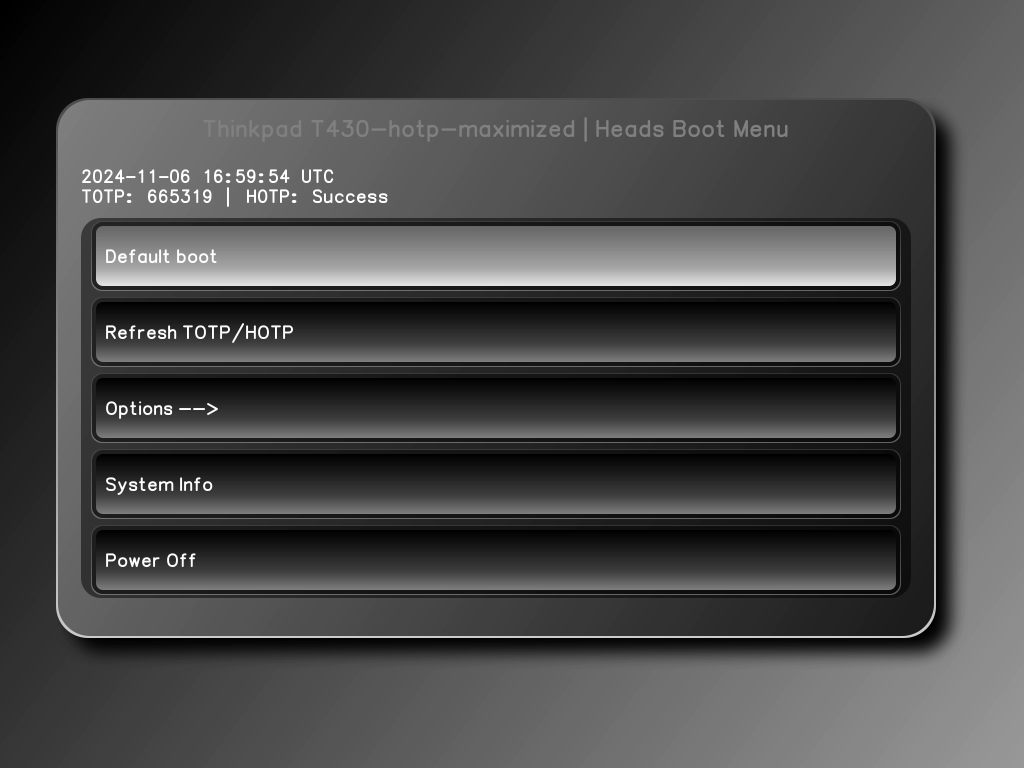 Thinkpad T430-hotp-maximized | Heads Boot Menu
2024-11-06 16:59:54 UTC
TOTP: 665319 | HOTP: Success
Default boot
Refresh TOTP/HOTP
Options -->
System Info
Power Off